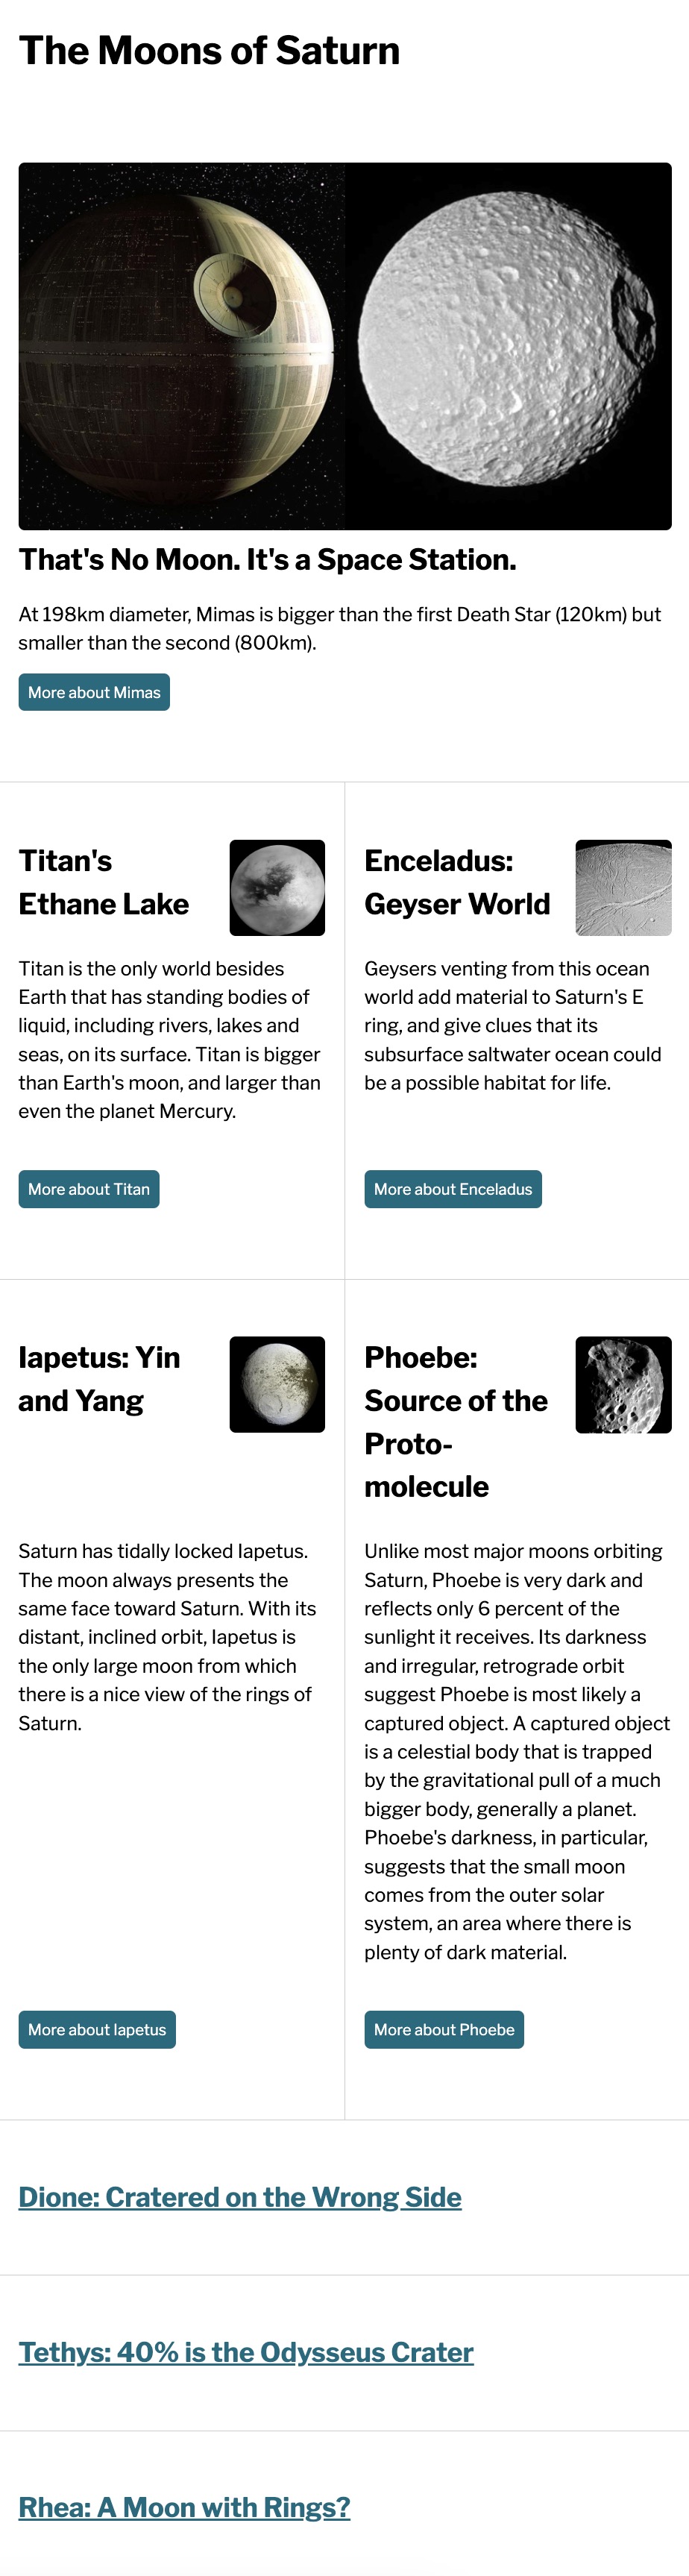 The Moons of Saturn
That's No Moon. It's a Space Station.
At 198km diameter, Mimas is bigger than the first Death Star (120km) but
smaller than the second (800km).
More about Mimas
Titan's
Ethane Lake
Titan is the only world besides
Earth that has standing bodies of
liquid, including rivers, lakes and
seas, on its surface. Titan is bigger
than Earth's moon, and larger than
even the planet Mercury.
More about Titan
Enceladus:
Geyser World
Geysers venting from this ocean
world add material to Saturn's E
ring, and give clues that its
subsurface saltwater ocean could
be a possible habitat for life.
More about Enceladus
Iapetus: Yin
and Yang
Saturn has tidally locked Iapetus.
The moon always presents the
same face toward Saturn. With its
distant, inclined orbit, Iapetus is
the only large moon from which
there is a nice view of the rings of
Saturn.
More about Iapetus
Phoebe:
Source of the
Proto-
molecule
Unlike most major moons orbiting
Saturn, Phoebe is very dark and
reflects only 6 percent of the
sunlight it receives. Its darkness
and irregular, retrograde orbit
suggest Phoebe is most likely a
captured object. A captured object
is a celestial body that is trapped
by the gravitational pull of a much
bigger body, generally a planet.
Phoebe's darkness, in particular,
suggests that the small moon
comes from the outer solar
system, an area where there is
plenty of dark material.
More about Phoebe
Dione: Cratered on the Wrong Side
Tethys: 40% is the Odysseus Crater
Rhea: A Moon with Rings?